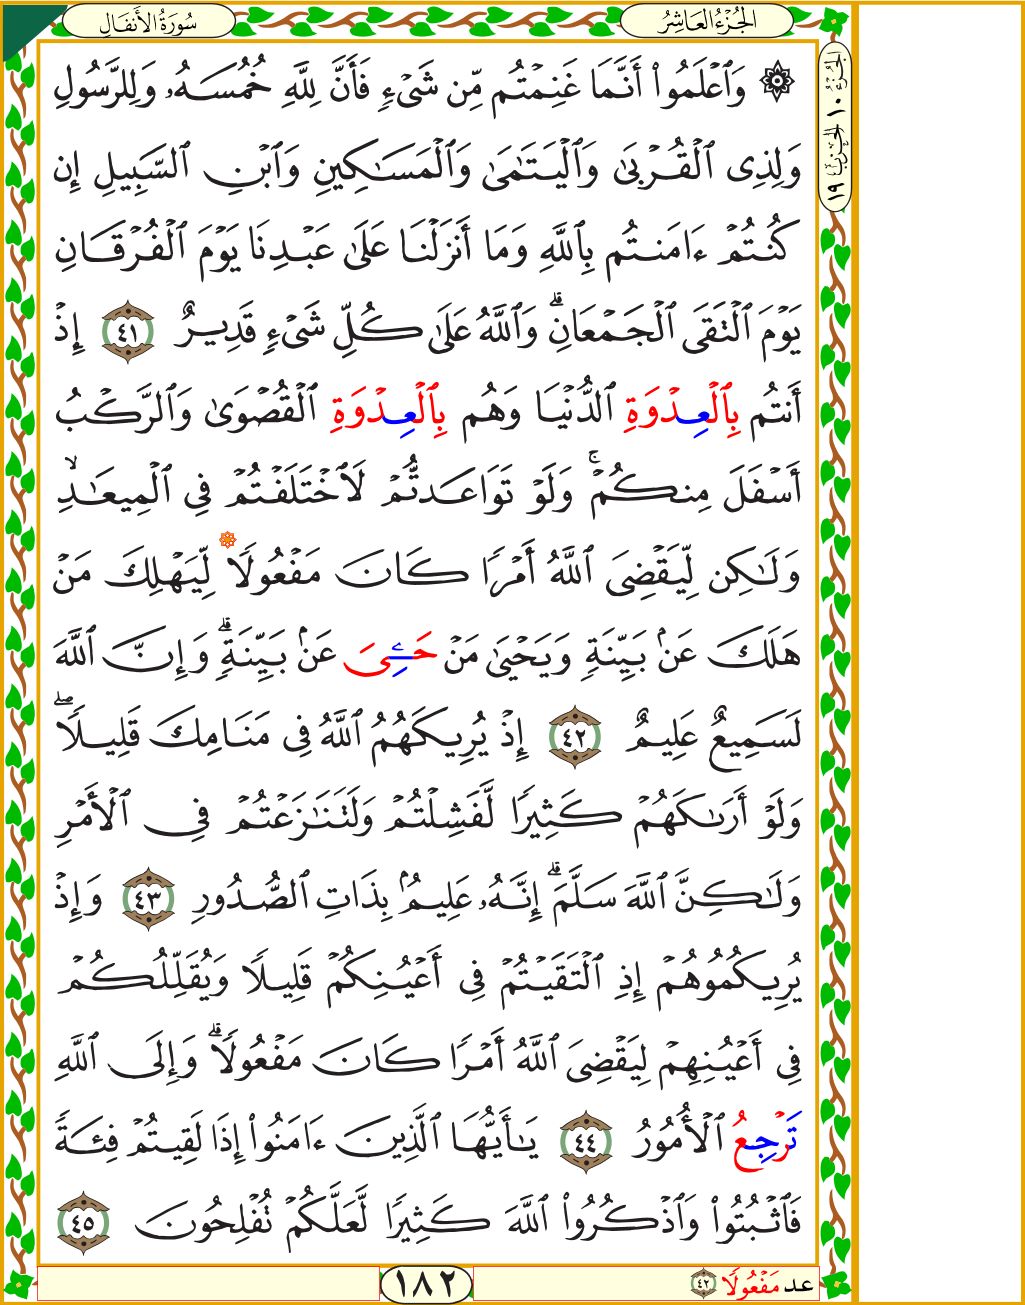 سُورَةُ الأَنفَال
الجُزْءُ العَاشِرُ
الجُزْءُ ١٠ الحِزْبُ ١٩
۞ وَٱعۡلَمُوٓاْ أَنَّمَا غَنِمۡتُم مِّن شَيۡءٖ فَأَنَّ لِلَّهِ خُمُسَهُۥ وَلِلرَّسُولِ
وَلِذِي ٱلۡقُرۡبَىٰ وَٱلۡيَتَٰمَىٰ وَٱلۡمَسَٰكِينِ وَٱبۡنِ ٱلسَّبِيلِ إِن
كُنتُمۡ ءَامَنتُم بِٱللَّهِ وَمَآ أَنزَلۡنَا عَلَىٰ عَبۡدِنَا يَوۡمَ ٱلۡفُرۡقَانِ
يَوۡمَ ٱلۡتَقَى ٱلۡجَمۡعَانِۗ وَٱللَّهُ عَلَىٰ كُلِّ شَيۡءٖ قَدِيرٌ ٤١ إِذۡ
أَنتُم بِٱلۡعِدۡوَةِ ٱلدُّنۡيَا وَهُم بِٱلۡعِدۡوَةِ ٱلۡقُصۡوَىٰ وَٱلرَّكۡبُ
أَسۡفَلَ مِنكُمۡۚ وَلَوۡ تَوَاعَدتُّمۡ لَٱخۡتَلَفۡتُمۡ فِي ٱلۡمِيعَٰدِۙ
وَلَٰكِن لِّيَقۡضِيَ ٱللَّهُ أَمۡرٗا كَانَ مَفۡعُولٗا لِّيَهۡلِكَ مَنۡ
هَلَكَ عَنۢ بَيِّنَةٖ وَيَحۡيَىٰ مَنۡ حَيِيَ عَنۢ بَيِّنَةٖۗ وَإِنَّ ٱللَّهَ
لَسَمِيعٌ عَلِيمٌ ٤٢ إِذۡ يُرِيكَهُمُ ٱللَّهُ فِي مَنَامِكَ قَلِيلٗاۖ
وَلَوۡ أَرَىٰكَهُمۡ كَثِيرٗا لَّفَشِلۡتُمۡ وَلَتَنَٰزَعۡتُمۡ فِي ٱلۡأَمۡرِ
وَلَٰكِنَّ ٱللَّهَ سَلَّمَۗ إِنَّهُۥ عَلِيمُۢ بِذَاتِ ٱلصُّدُورِ ٤٣ وَإِذۡ
يُرِيكُمُوهُمۡ إِذِ ٱلۡتَقَيۡتُمۡ فِيٓ أَعۡيُنِكُمۡ قَلِيلٗا وَيُقَلِّلُكُمۡ
فِيٓ أَعۡيُنِهِمۡ لِيَقۡضِيَ ٱللَّهُ أَمۡرٗا كَانَ مَفۡعُولٗاۗ وَإِلَى ٱللَّهِ
تَرۡجِعُ ٱلۡأُمُورُ ٤٤ يَٰٓأَيُّهَا ٱلَّذِينَ ءَامَنُوٓاْ إِذَا لَقِيتُمۡ فِئَةٗ
فَٱثۡبُتُواْ وَٱذۡكُرُواْ ٱللَّهَ كَثِيرٗا لَّعَلَّكُمۡ تُفۡلِحُونَ ٤٥
عد مَفۡعُولٗا ٤٢
١٨٢